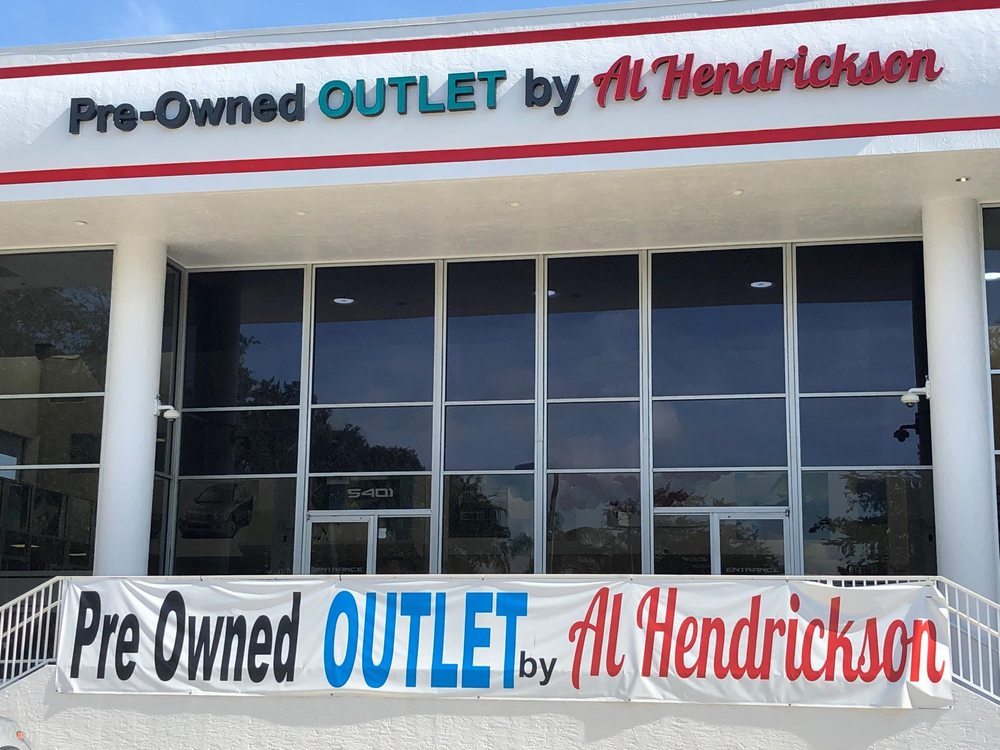 Pre-Owned OUTLET by Al Hendrickson
5401
ENTRANCE
ENTRANCE
Pre Owned OUTLET by Al Hendrickson